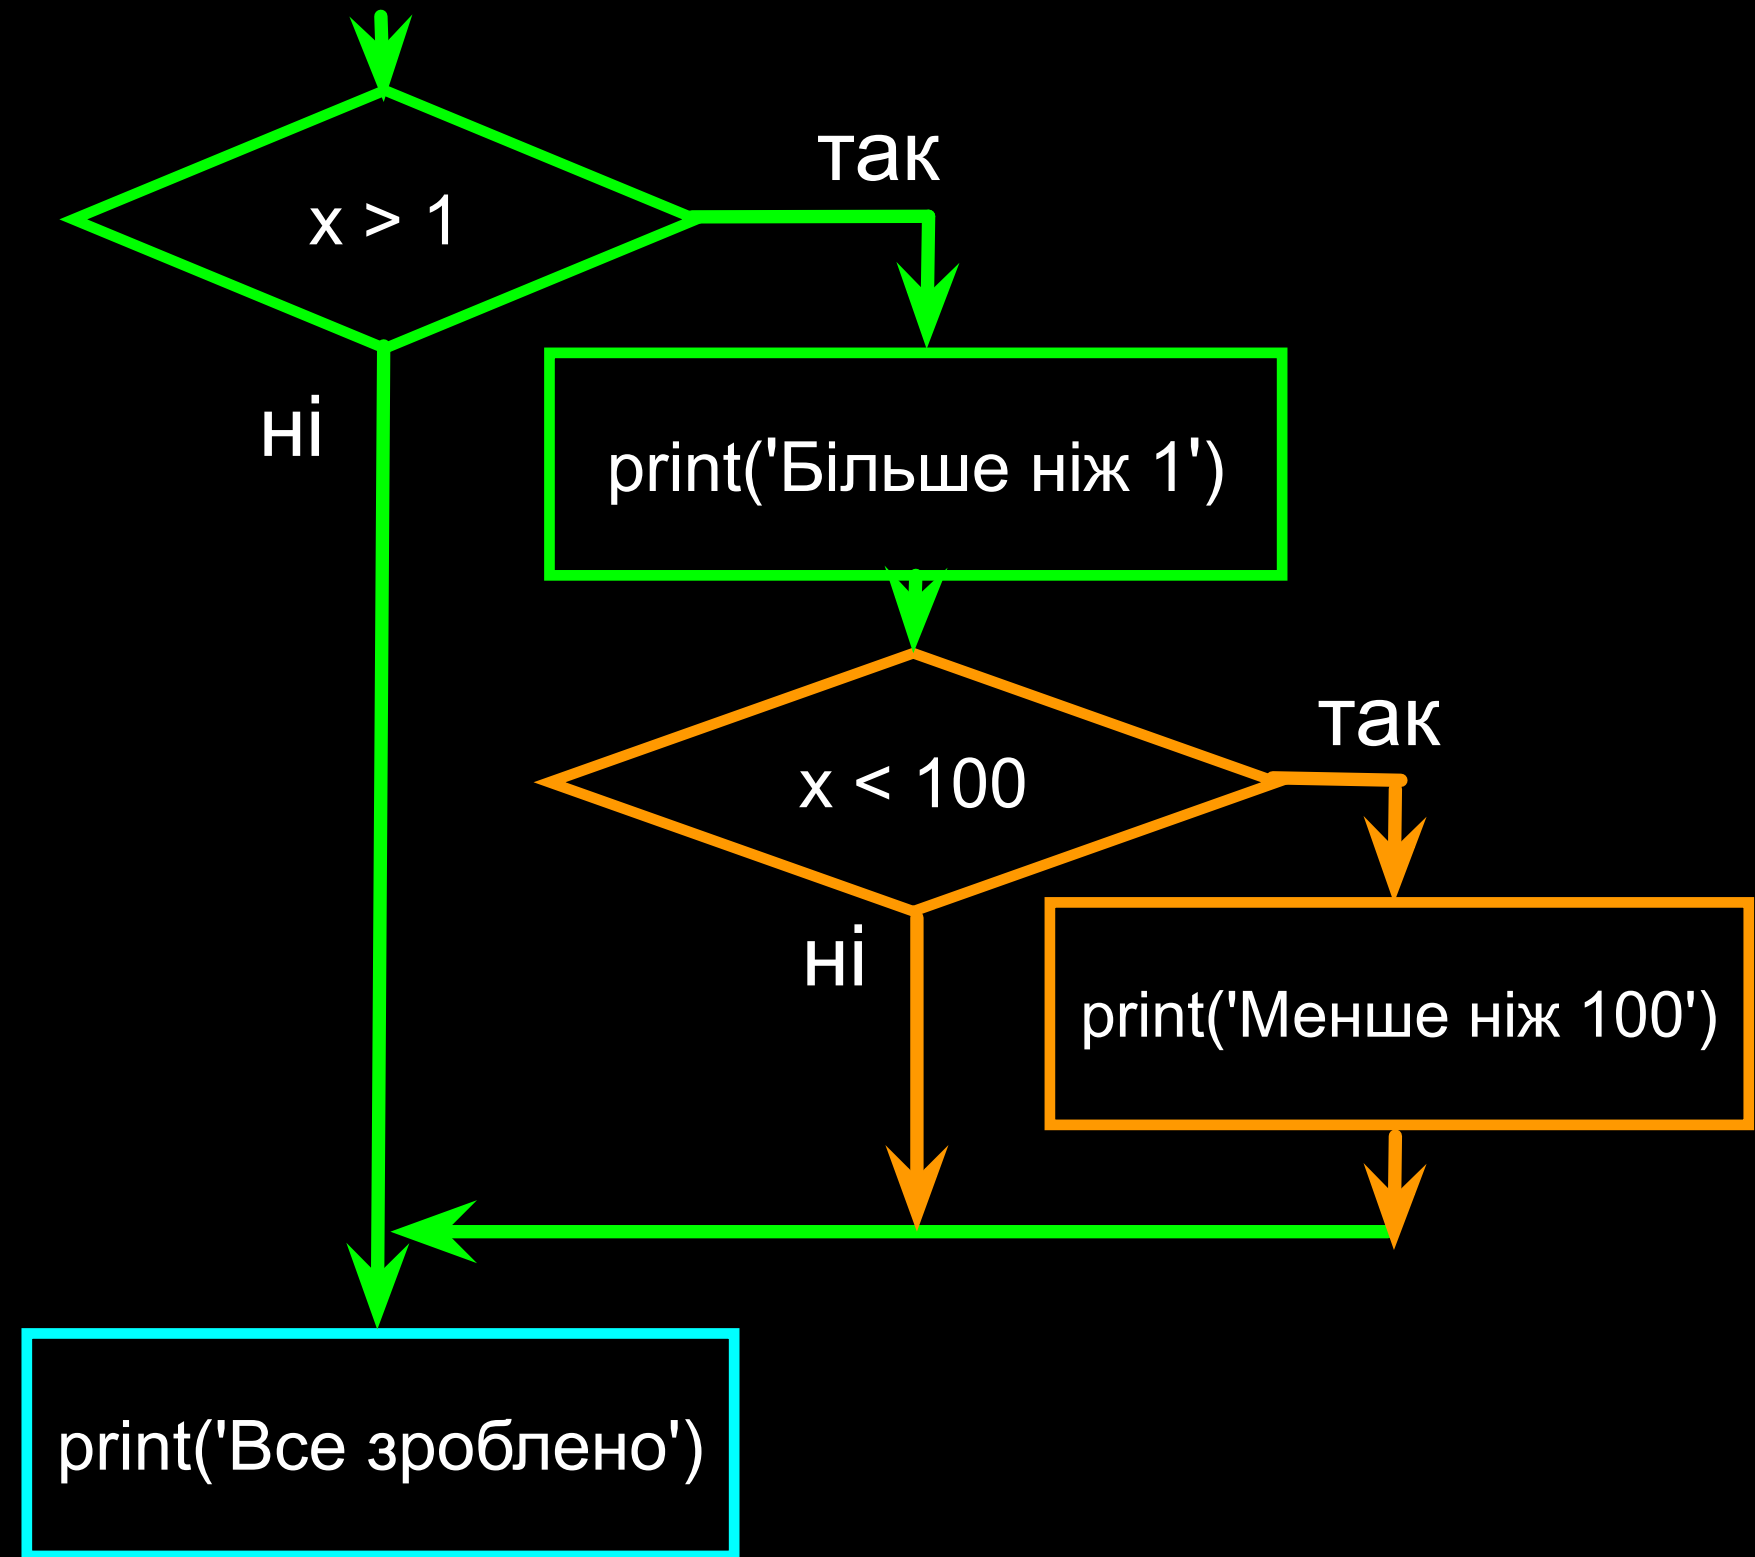 так
x > 1
ні
print('Більше ніж 1')
так
x < 100
ні
print('Менше ніж 100')
print('Все зроблено')